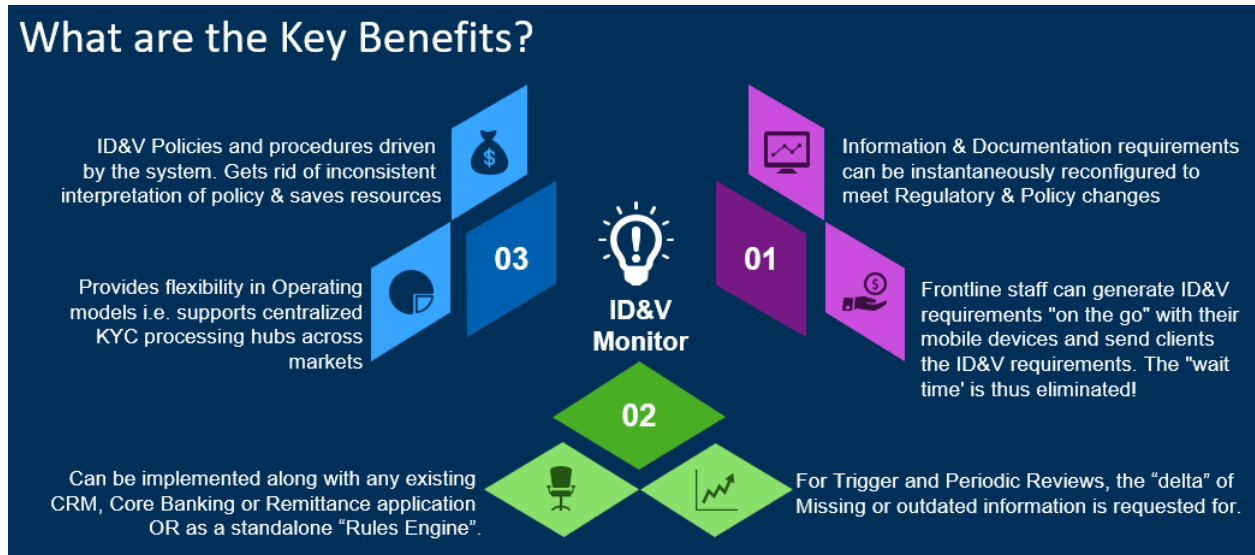 What are the Key Benefits?
ID&V Policies and procedures driven
by the system. Gets rid of inconsistent
interpretation of policy & saves resources
$
Provides flexibility in Operating
models i.e. supports centralized
KYC processing hubs across
markets
03
ID&V
Monitor
01
Information & Documentation requirements
can be instantaneously reconfigured to
meet Regulatory & Policy changes
$
Frontline staff can generate ID&V
requirements "on the go" with their
mobile devices and send clients
the ID&V requirements. The "wait
time' is thus eliminated!
02
Can be implemented along with any existing
CRM, Core Banking or Remittance application
OR as a standalone “Rules Engine”.
For Trigger and Periodic Reviews, the “delta” of
Missing or outdated information is requested for.